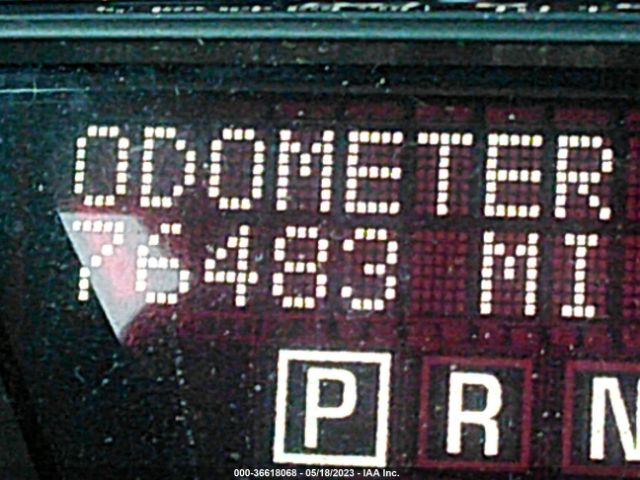 ODOMETER
76483 MI
P R N
000-36618068 - 05/18/2023 - IAA Inc.